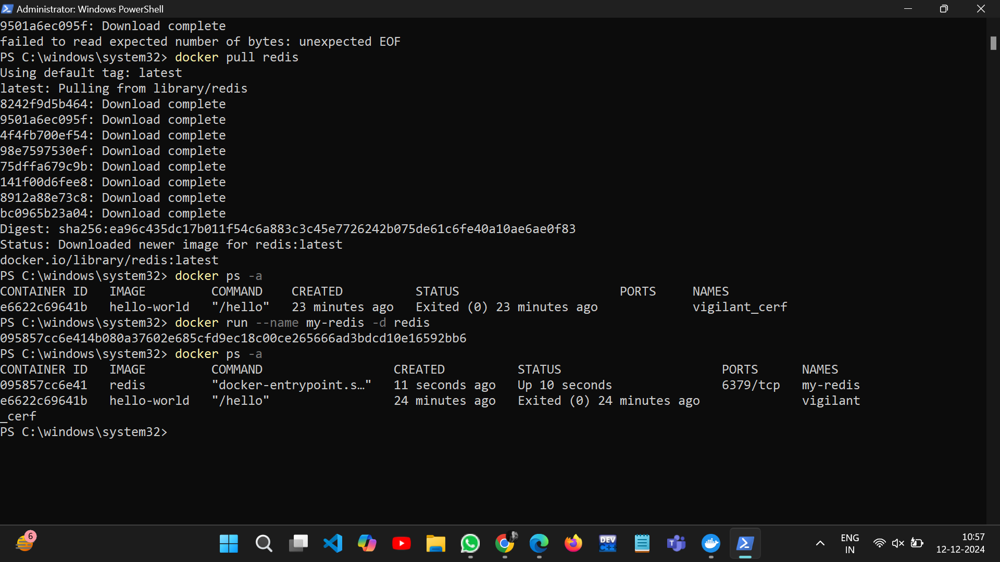 Administrator: Windows PowerShell
9501a6ec095f: Download complete
failed to read expected number of bytes: unexpected EOF
PS C:\windows\system32> docker pull redis
Using default tag: latest
latest: Pulling from library/redis
8242f9d5b464: Download complete
9501a6ec095f: Download complete
4f4fb700ef54: Download complete
98e7597530ef: Download complete
75dffa679c9b: Download complete
141f00d6fee8: Download complete
8912a88e73c8: Download complete
bc0965b23a04: Download complete
Digest: sha256:ea96c435dc17b011f54c6a883c3c45e7726242b075de61c6fe40a10ae6ae0f83
Status: Downloaded newer image for redis:latest
docker.io/library/redis:latest
PS C:\windows\system32> docker ps -a
CONTAINER ID   IMAGE         COMMAND    CREATED          STATUS                      PORTS     NAMES
e6622c69641b   hello-world   "/hello"   23 minutes ago   Exited (0) 23 minutes ago             vigilant_cerf
PS C:\windows\system32> docker run --name my-redis -d redis
095857cc6e414b080a37602e685cfd9ec18c00ce265666ad3bdcd10e16592bb6
PS C:\windows\system32> docker ps -a
CONTAINER ID   IMAGE         COMMAND                  CREATED          STATUS                      PORTS      NAMES
095857cc6e41   redis         "docker-entrypoint.s…"   11 seconds ago   Up 10 seconds               6379/tcp   my-redis
e6622c69641b   hello-world   "/hello"                 24 minutes ago   Exited (0) 24 minutes ago              vigilant
_cerf
PS C:\windows\system32>
6
DEV
C++
T
ENG
IN
10:57
12-12-2024